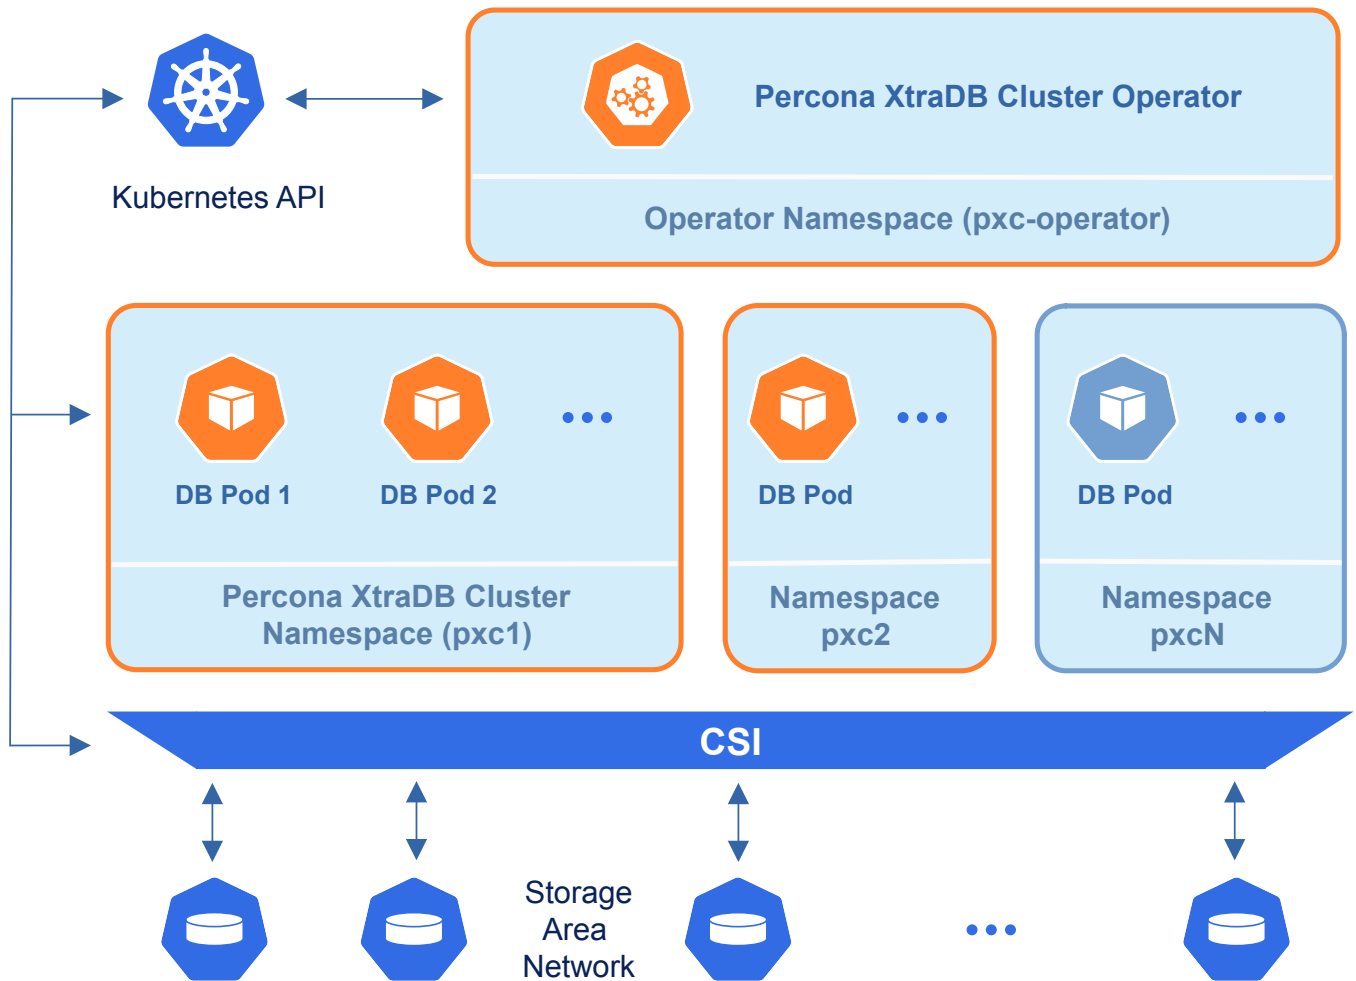 Percona XtraDB Cluster Operator
Kubernetes API
Operator Namespace (pxc-operator)
DB Pod 1
DB Pod 2
DB Pod
DB Pod
Percona XtraDB Cluster
Namespace (pxc1)
Namespace
pxc2
Namespace
pxcN
CSI
Storage
Area
Network